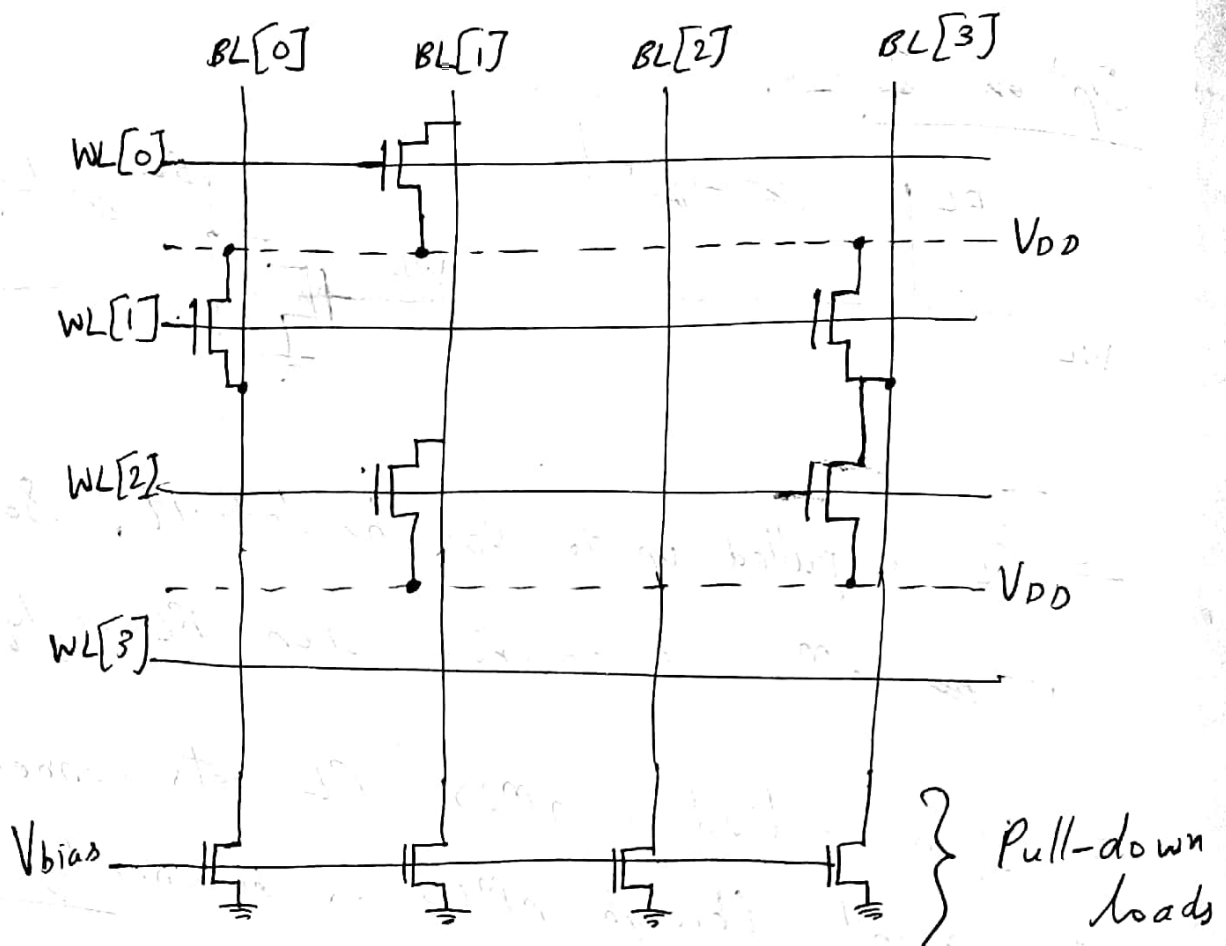 BL[0] BL[1] BL[2] BL[3]
WL[0]
VDD
WL[1]
WL[2]
VDD
WL[3]
Vbias
Pull-down
loads